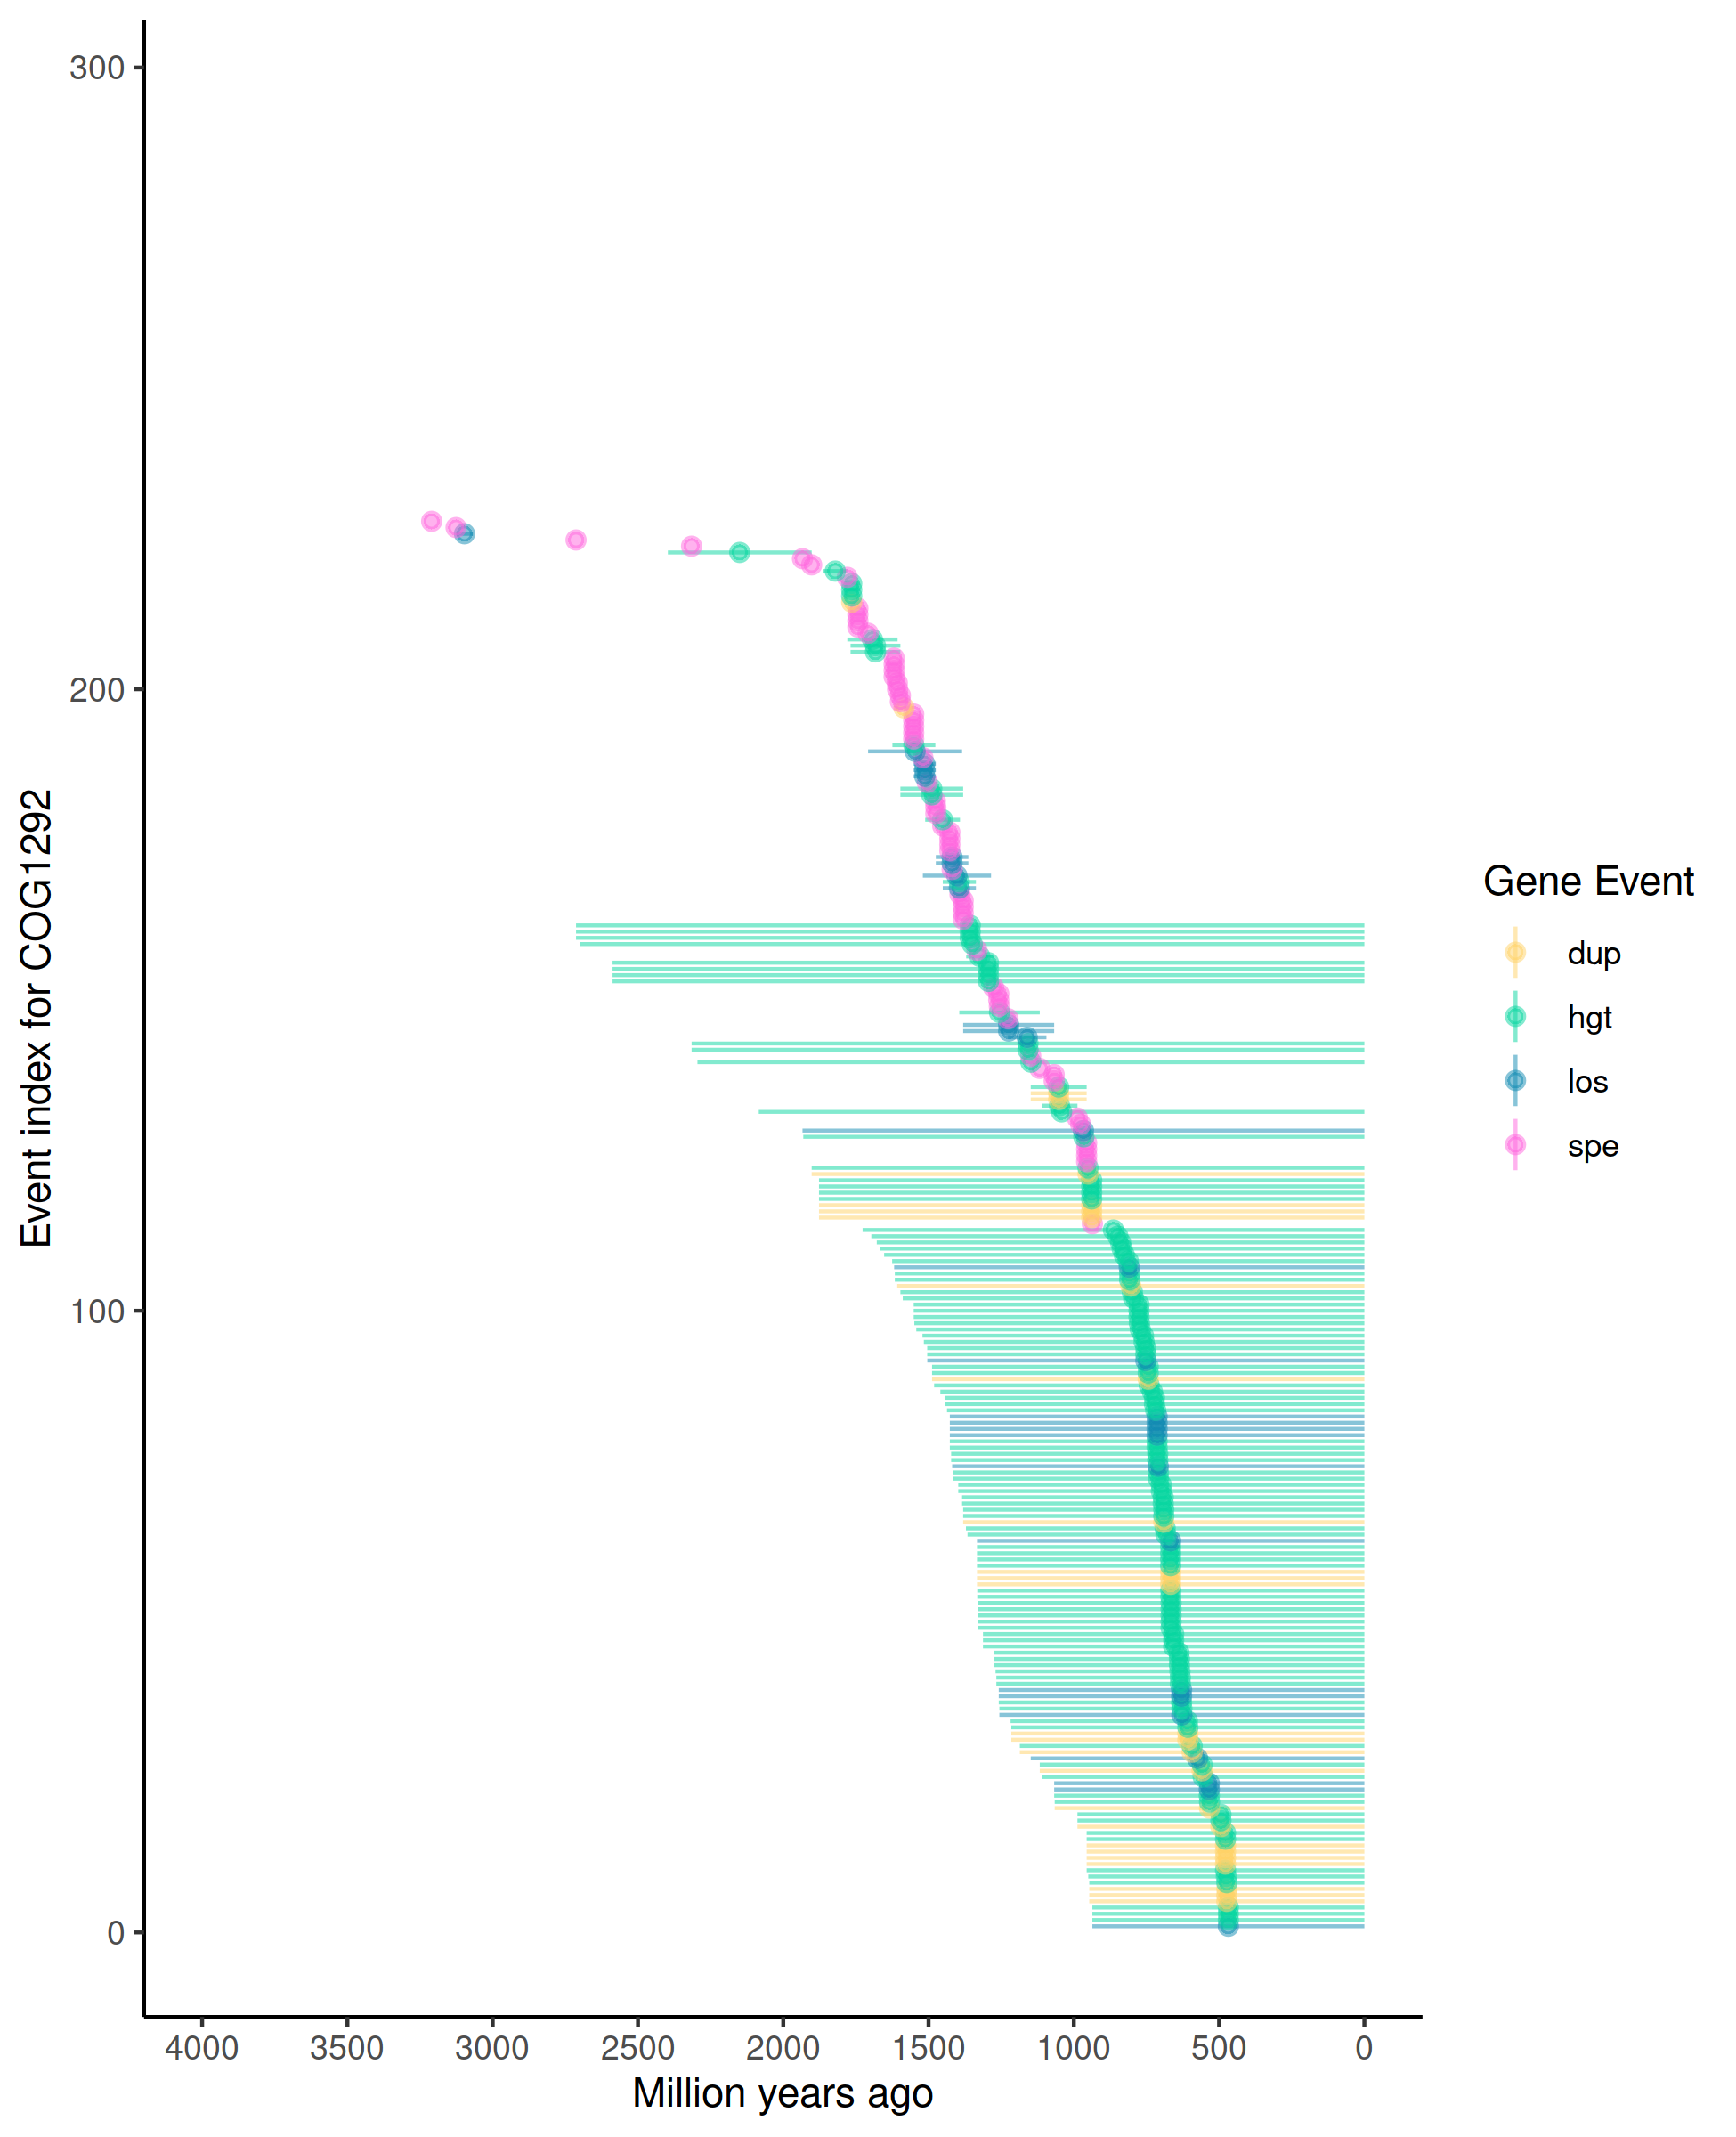 300
200
100
0
Event index for COG1292
4000 3500 3000 2500 2000 1500 1000 500 0
Million years ago
Gene Event
dup
hgt
los
spe